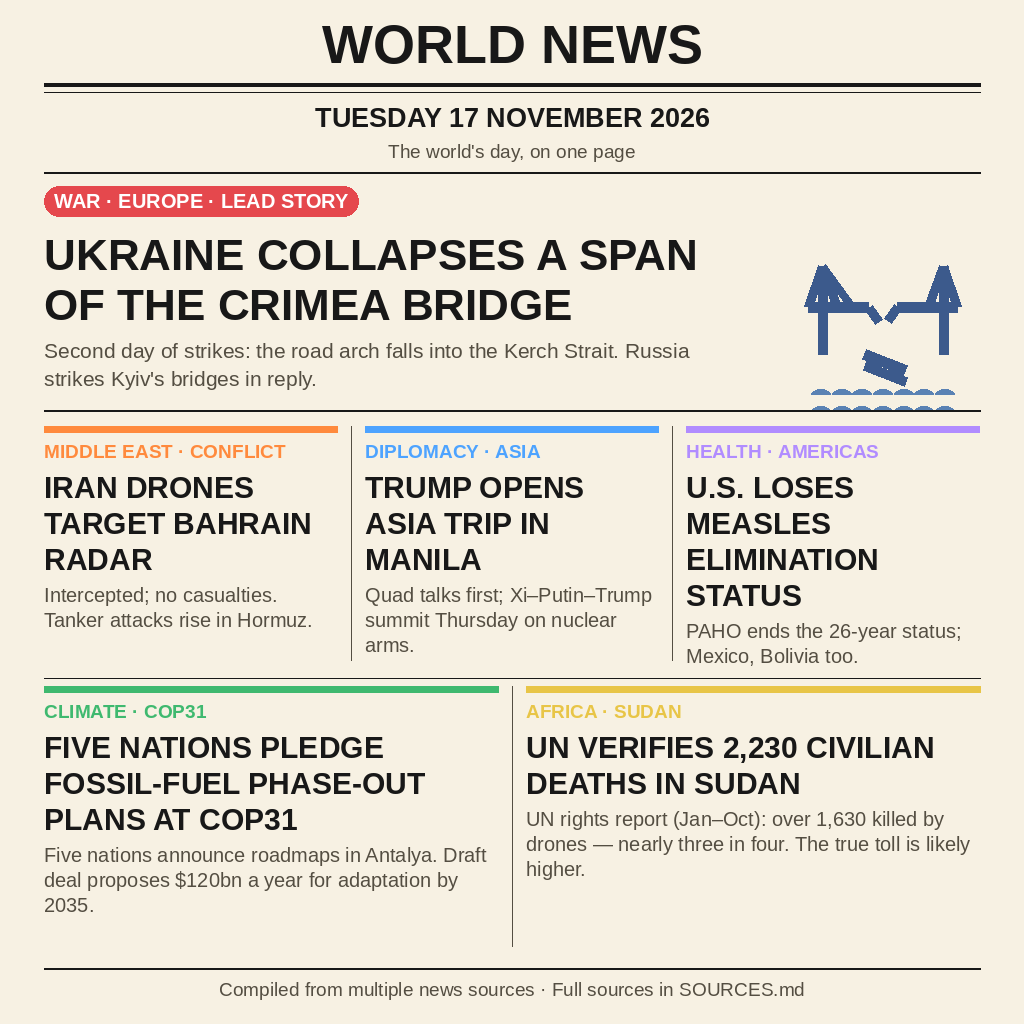 WORLD NEWS
TUESDAY 17 NOVEMBER 2026
The world's day, on one page
WAR · EUROPE · LEAD STORY
UKRAINE COLLAPSES A SPAN
OF THE CRIMEA BRIDGE
Second day of strikes: the road arch falls into the Kerch Strait. Russia
strikes Kyiv's bridges in reply.
MIDDLE EAST · CONFLICT
IRAN DRONES
TARGET BAHRAIN
RADAR
Intercepted; no casualties.
Tanker attacks rise in Hormuz.
DIPLOMACY · ASIA
TRUMP OPENS
ASIA TRIP IN
MANILA
Quad talks first; Xi–Putin–Trump
summit Thursday on nuclear
arms.
HEALTH · AMERICAS
U.S. LOSES
MEASLES
ELIMINATION
STATUS
PAHO ends the 26-year status;
Mexico, Bolivia too.
CLIMATE · COP31
FIVE NATIONS PLEDGE
FOSSIL-FUEL PHASE-OUT
PLANS AT COP31
Five nations announce roadmaps in Antalya. Draft
deal proposes $120bn a year for adaptation by
2035.
AFRICA · SUDAN
UN VERIFIES 2,230 CIVILIAN
DEATHS IN SUDAN
UN rights report (Jan–Oct): over 1,630 killed by
drones — nearly three in four. The true toll is likely
higher.
Compiled from multiple news sources · Full sources in SOURCES.md